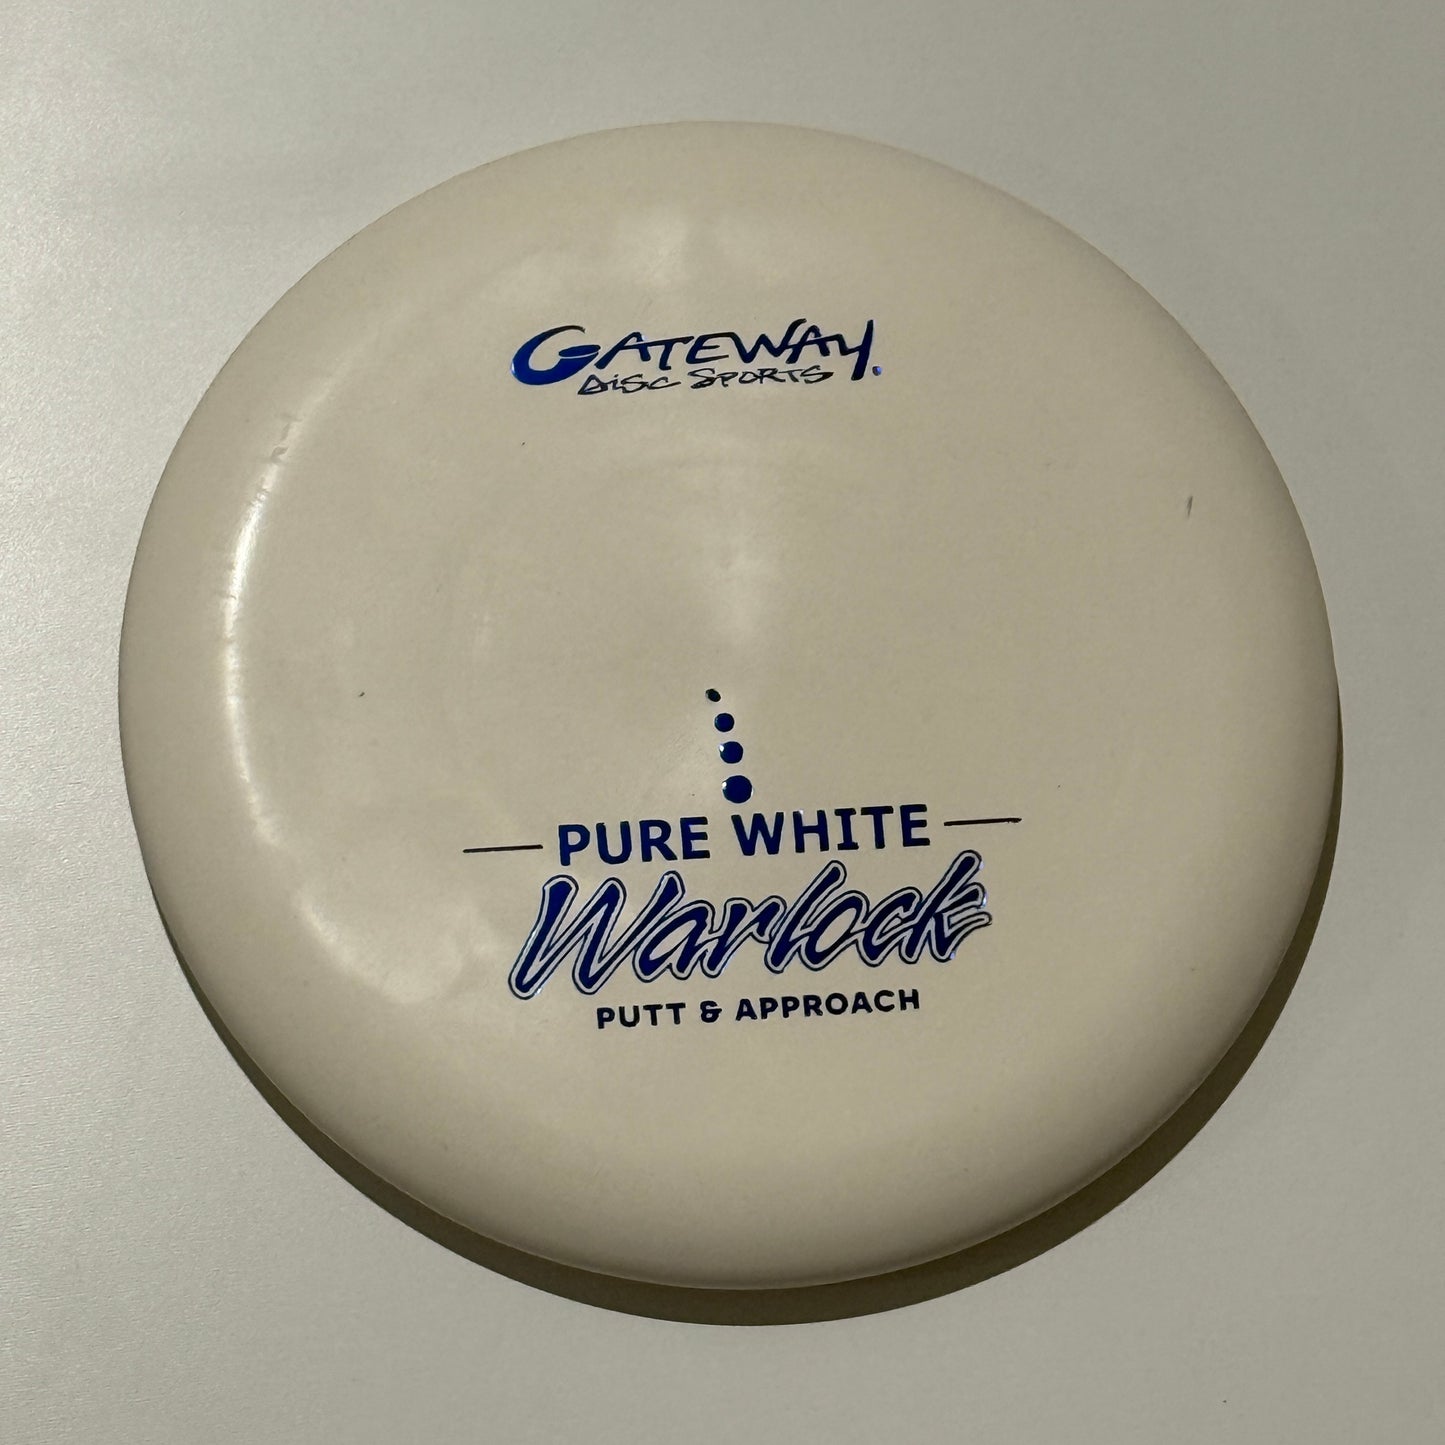 GATEWAY.
DISC SPORTS
PURE WHITE
Warlock
PUTT & APPROACH